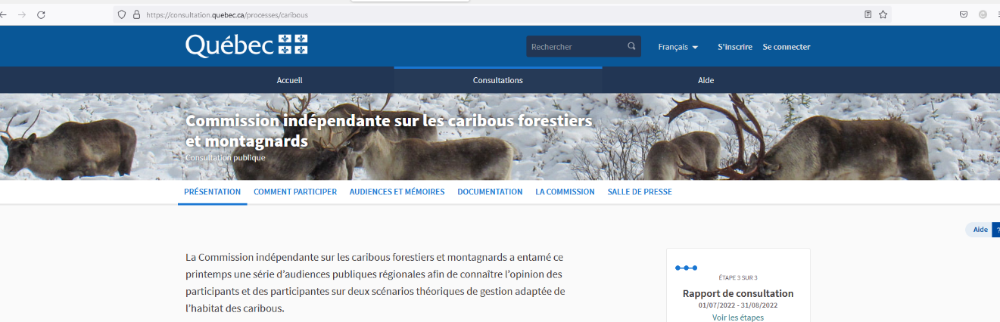 https://consultation.quebec.ca/processes/caribous
Québec
Rechercher
Français
S'inscrire
Se connecter
Accueil
Consultations
Aide
Commission indépendante sur les caribous forestiers
et montagnards
Consultation publique
PRÉSENTATION
COMMENT PARTICIPER
AUDIENCES ET MÉMOIRES
DOCUMENTATION
LA COMMISSION
SALLE DE PRESSE
Aide ?
La Commission indépendante sur les caribous forestiers et montagnards a entamé ce
printemps une série d’audiences publiques régionales afin de connaître l’opinion des
participants et des participantes sur deux scénarios théoriques de gestion adaptée de
l’habitat des caribous.
ÉTAPE 3 SUR 3
Rapport de consultation
01/07/2022 - 31/08/2022
Voir les étapes